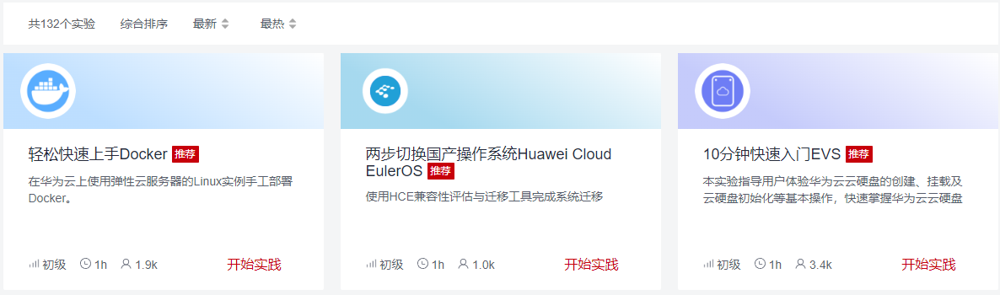 共132个实验 综合排序 最新 最热
轻松快速上手Docker 推荐
在华为云上使用弹性云服务器的Linux实例手工部署
Docker。
初级 1h 1.9k 开始实践
两步切换国产操作系统Huawei Cloud
EulerOS 推荐
使用HCE兼容性评估与迁移工具完成系统迁移
初级 1h 1.0k 开始实践
10分钟快速入门EVS 推荐
本实验指导用户体验华为云云硬盘的创建、挂载及
云硬盘初始化等基本操作，快速掌握华为云云硬盘
初级 1h 3.4k 开始实践